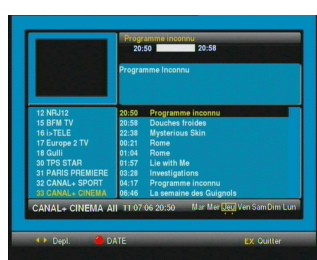 Programme inconnu
20:50 20:58
Programme Inconnu
12 NRJ12 20:50 Programme inconnu
15 BFM TV 20:58 Douches froides
16 i>TELE 22:38 Mysterious Skin
17 Europe 2 TV 00:21 Rome
18 Gulli 01:04 Rome
30 TPS STAR 01:57 Lie with Me
31 PARIS PREMIERE 03:28 Investigations
32 CANAL+ SPORT 04:17 Programme inconnu
33 CANAL+ CINEMA 06:46 La semaine des Guignols
CANAL+ CINEMA All 11:07:06 20:50 Mar Mer Jeu Ven Sam Dim Lun
Depl. DATE EX Quitter